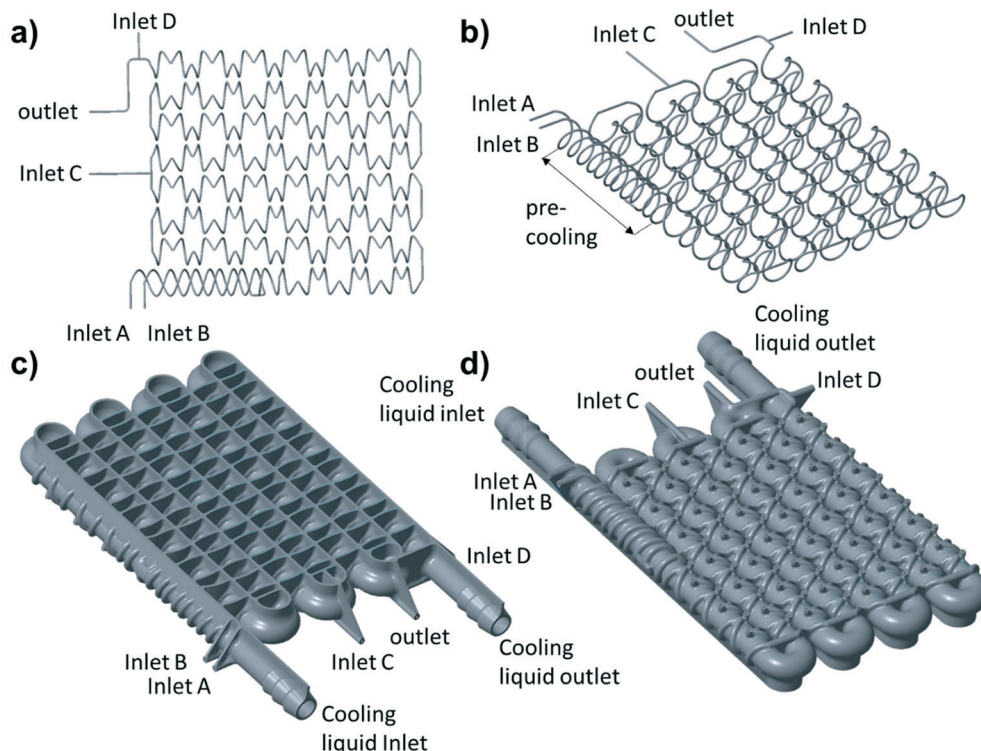 a)
Inlet D
outlet
Inlet C
Inlet A
Inlet B
b)
outlet
Inlet C
Inlet D
Inlet A
Inlet B
pre-
cooling
c)
Cooling
liquid inlet
Inlet D
outlet
Inlet C
Inlet B
Inlet A
Cooling
liquid outlet
Cooling
liquid Inlet
d)
Cooling
liquid outlet
outlet
Inlet D
Inlet C
Inlet A
Inlet B